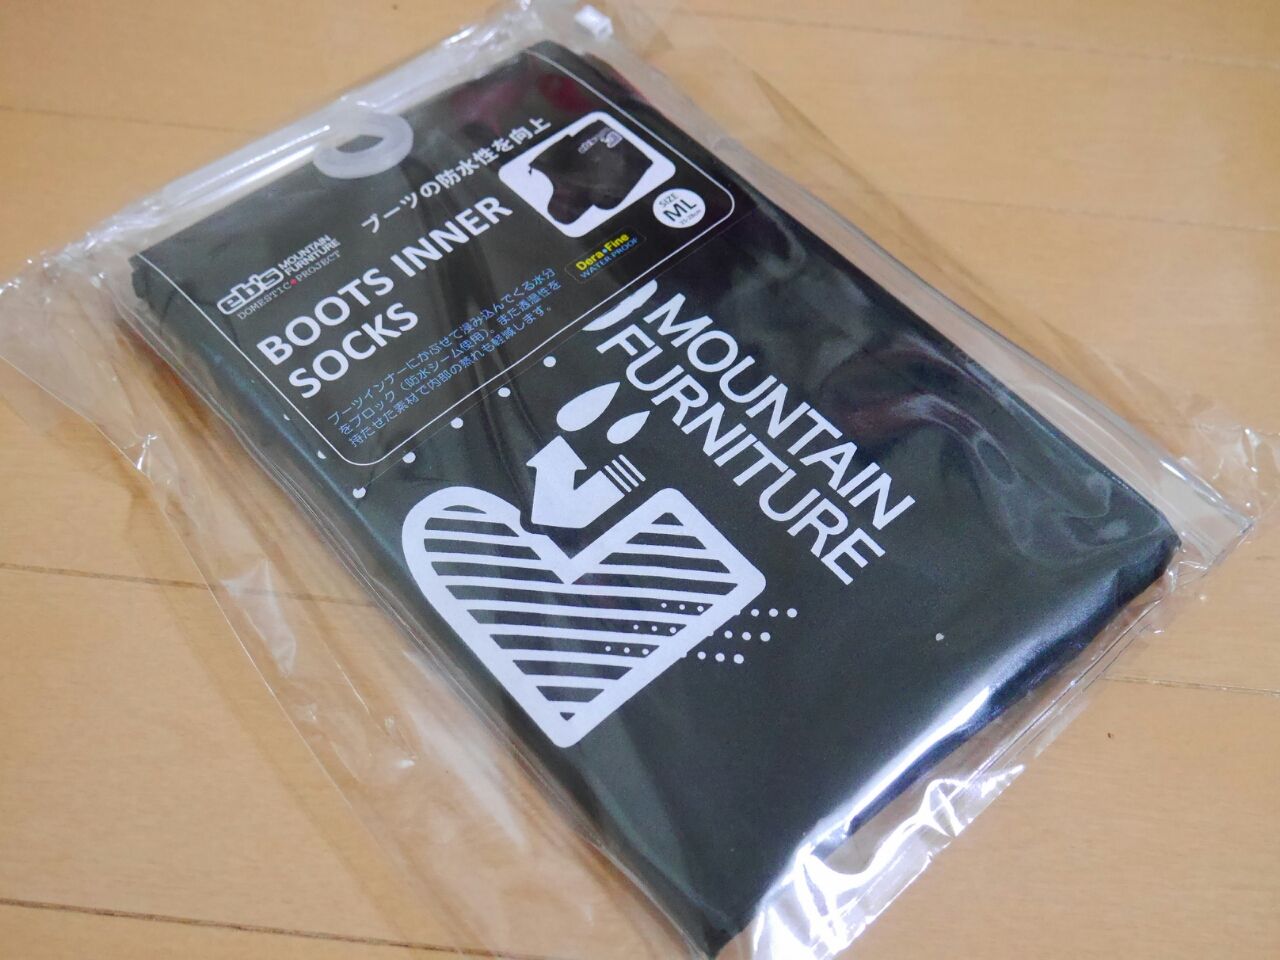 ブーツの防水性を向上
eb's MOUNTAIN FURNITURE
DOMESTIC PROJECT
BOOTS INNER
SOCKS
SIZE
ML
25-28cm
Dera Fine
WATER PROOF
ブーツインナーにかぶせて浸み込んでくる水分
をブロック(防水シーム使用)。また透湿性を
持たせた素材で内部の蒸れも軽減します。
MOUNTAIN
FURNITURE